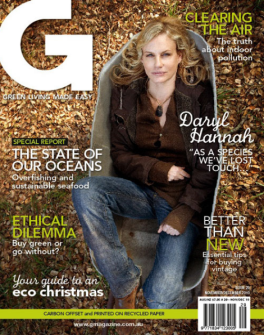 G
GREEN LIVING MADE EASY
CLEARING
THE AIR
The truth
about indoor
pollution
Daryl
Hannah
"AS A SPECIES
WE'VE LOST
TOUCH..."
SPECIAL REPORT
THE STATE OF
OUR OCEANS
Overfishing and
sustainable seafood
ETHICAL
DILEMMA
Buy green or
go without?
BETTER
THAN
NEW
Essential tips
for buying
vintage
Your guide to an
eco christmas
CARBON OFFSET and PRINTED ON RECYCLED PAPER
www.gmagazine.com.au